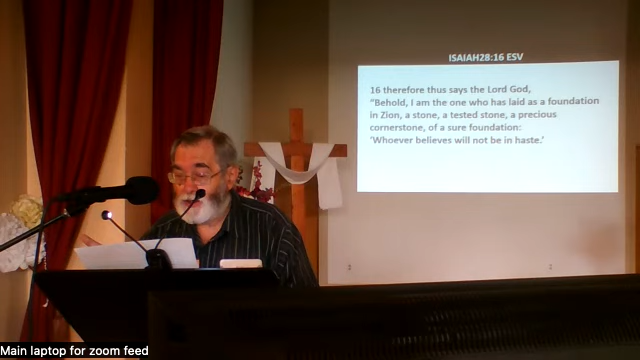 ISAIAH28:16 ESV
16 therefore thus says the Lord God,
“Behold, I am the one who has laid as a foundation
in Zion, a stone, a tested stone, a precious
cornerstone, of a sure foundation:
‘Whoever believes will not be in haste.’
Main laptop for zoom feed